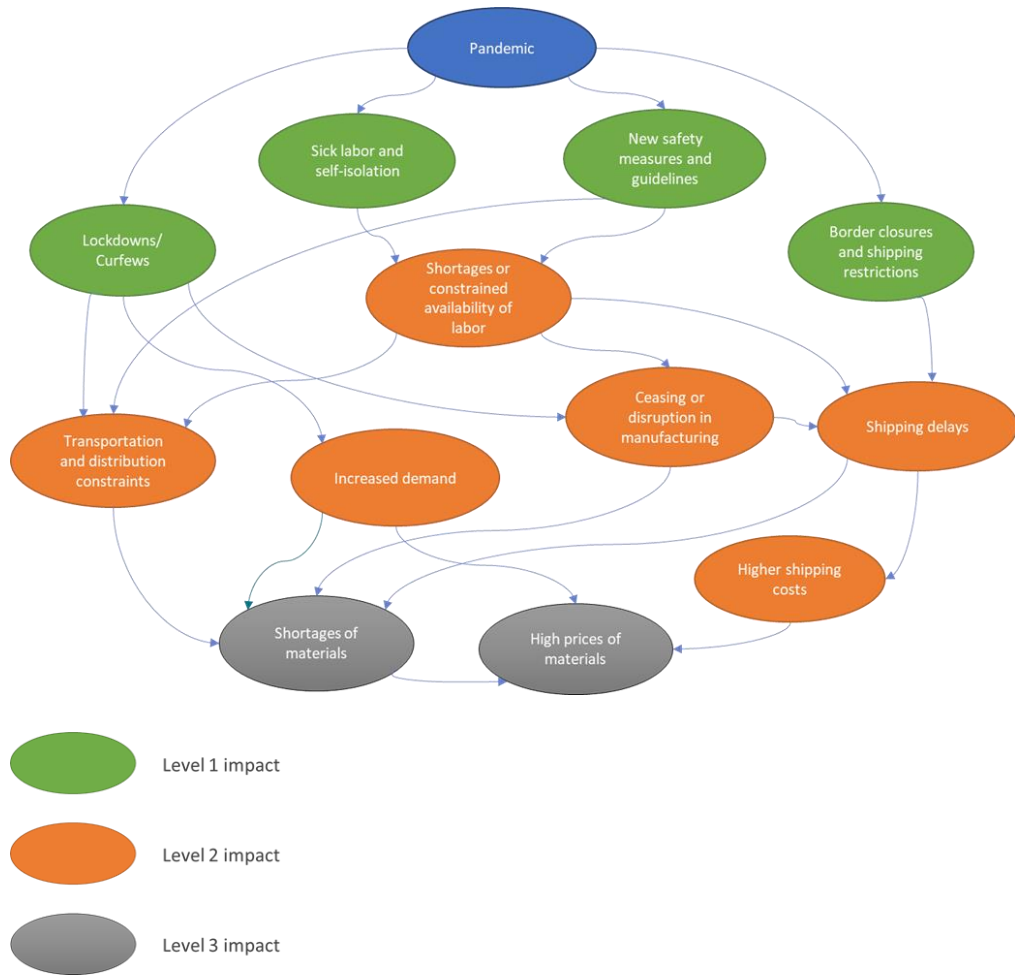 Pandemic
Sick labor and
self-isolation
New safety
measures and
guidelines
Lockdowns/
Curfews
Border closures
and shipping
restrictions
Shortages or
constrained
availability of
labor
Ceasing or
disruption in
manufacturing
Shipping delays
Transportation
and distribution
constraints
Increased demand
Higher shipping
costs
Shortages of
materials
High prices of
materials
Level 1 impact
Level 2 impact
Level 3 impact